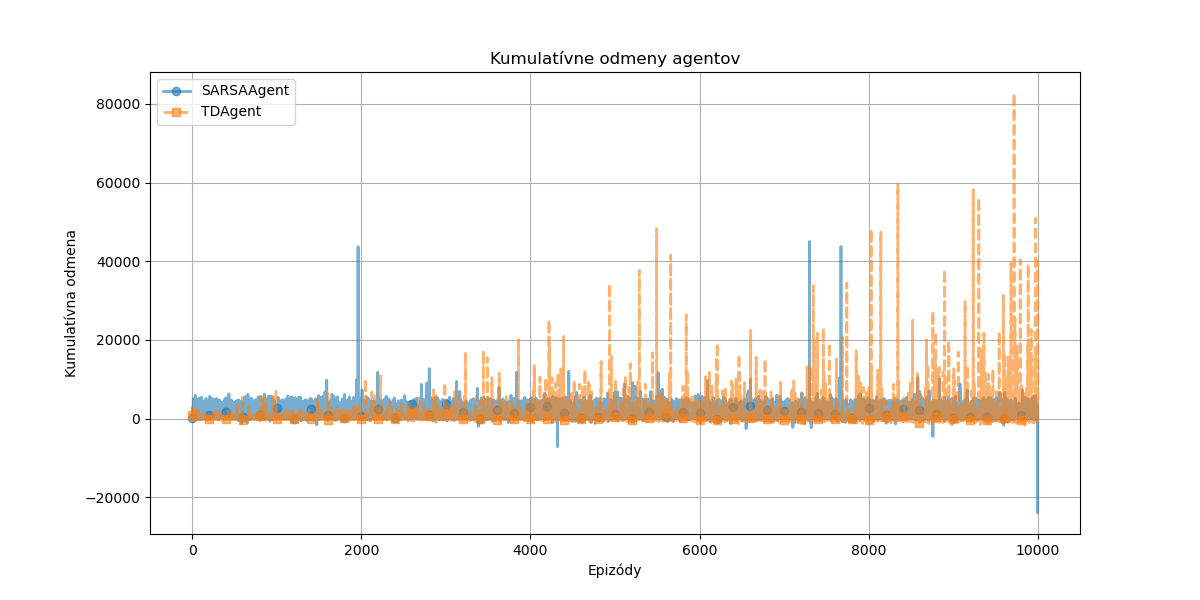 Kumulatívne odmeny agentov
SARSAAgent
TDAgent
80000
60000
40000
20000
0
−20000
Kumulatívna odmena
0 2000 4000 6000 8000 10000
Epizódy